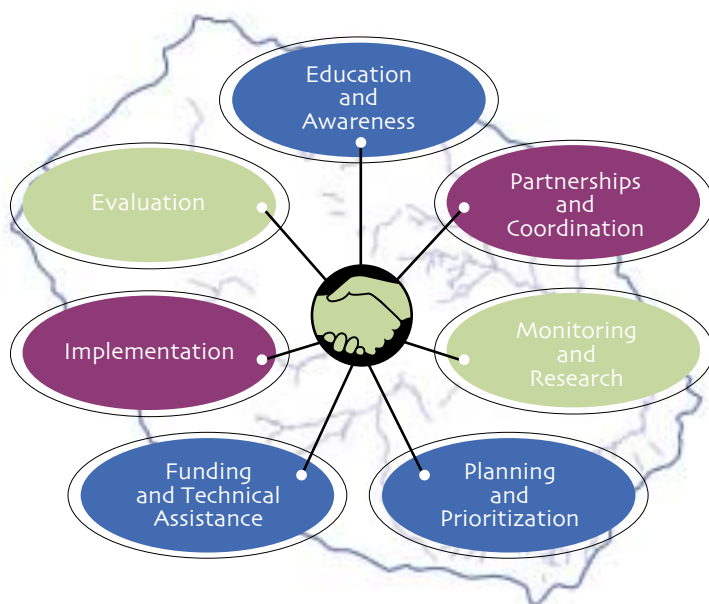 Education
and
Awareness
Partnerships
and
Coordination
Monitoring
and
Research
Planning
and
Prioritization
Funding
and Technical
Assistance
Implementation
Evaluation